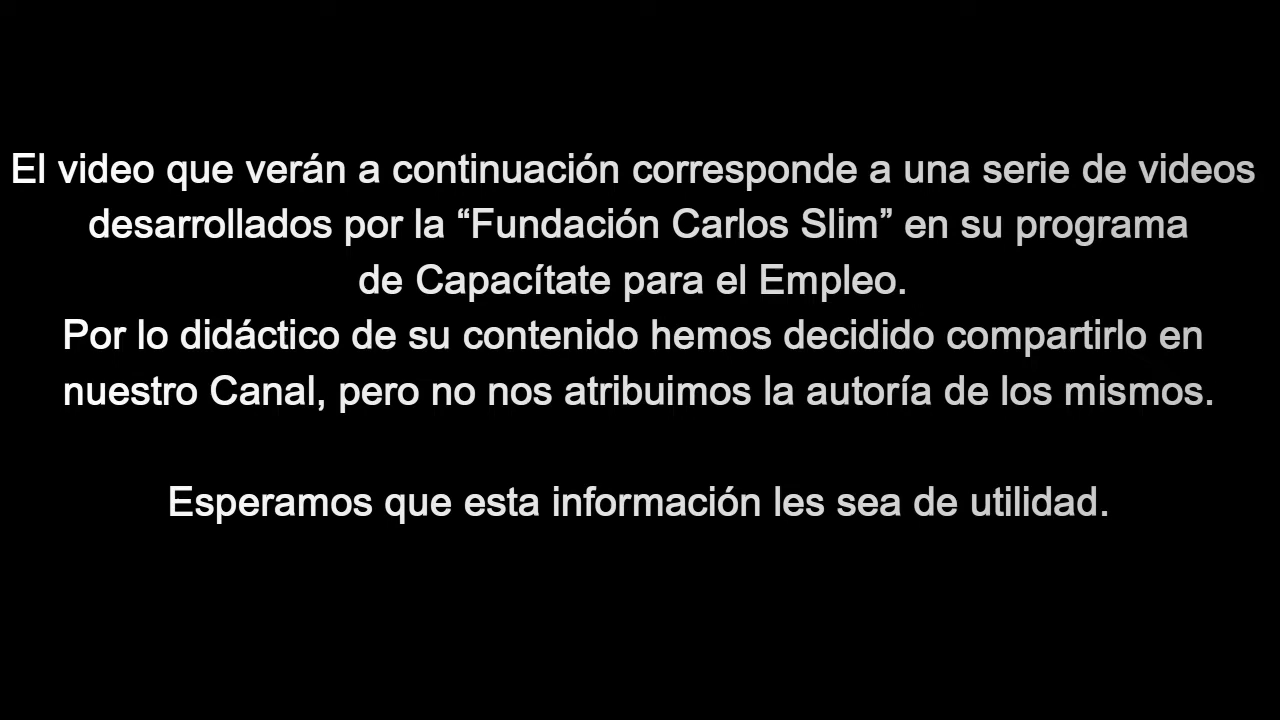 El video que verán a continuación corresponde a una serie de videos
desarrollados por la “Fundación Carlos Slim” en su programa
de Capacítate para el Empleo.
Por lo didáctico de su contenido hemos decidido compartirlo en
nuestro Canal, pero no nos atribuimos la autoría de los mismos.
Esperamos que esta información les sea de utilidad.